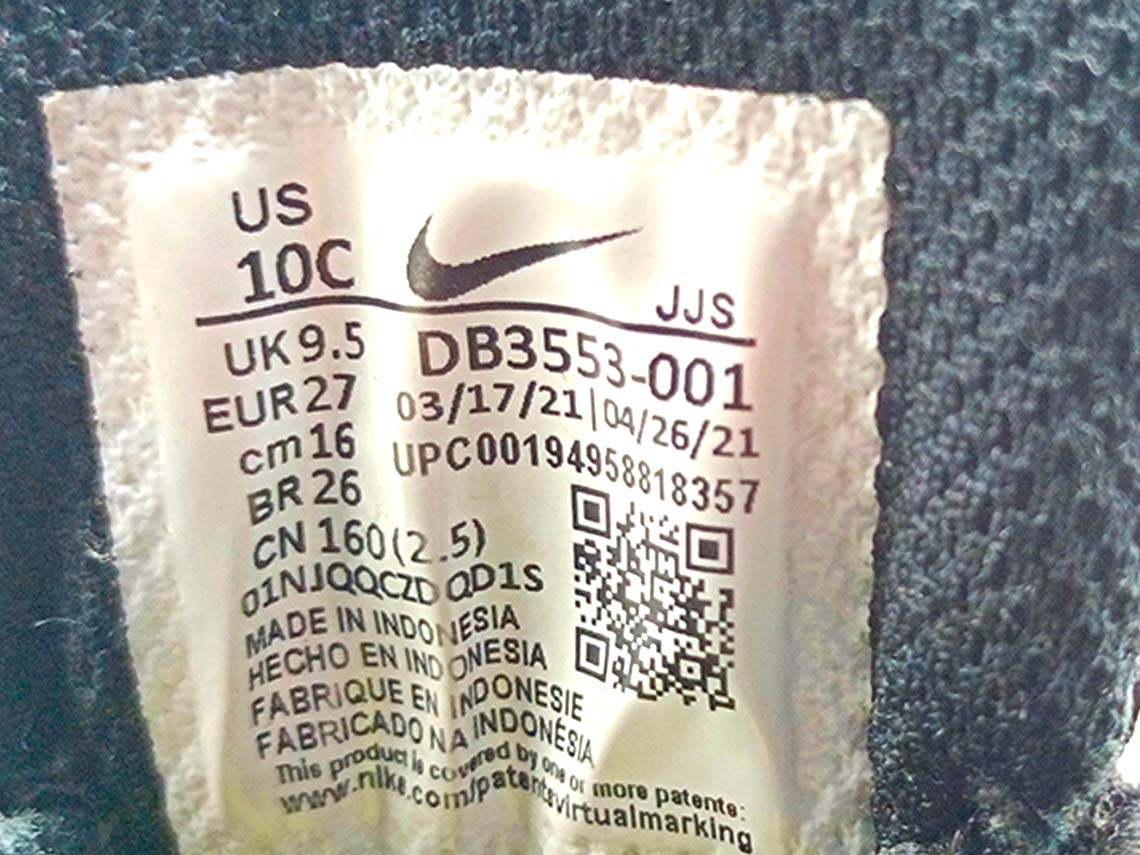 US
10C
JJS
UK 9.5
DB3553-001
EUR 27
03/17/21|04/26/21
cm 16
UPC00194958818357
BR 26
CN 160(2.5)
01NJQQCZD QD1S
MADE IN INDONESIA
HECHO EN INDONESIA
FABRIQUE EN INDONESIE
FABRICADO NA INDONÉSIA
This product is covered by one or more patents:
www.nike.com/patentsvirtualmarking